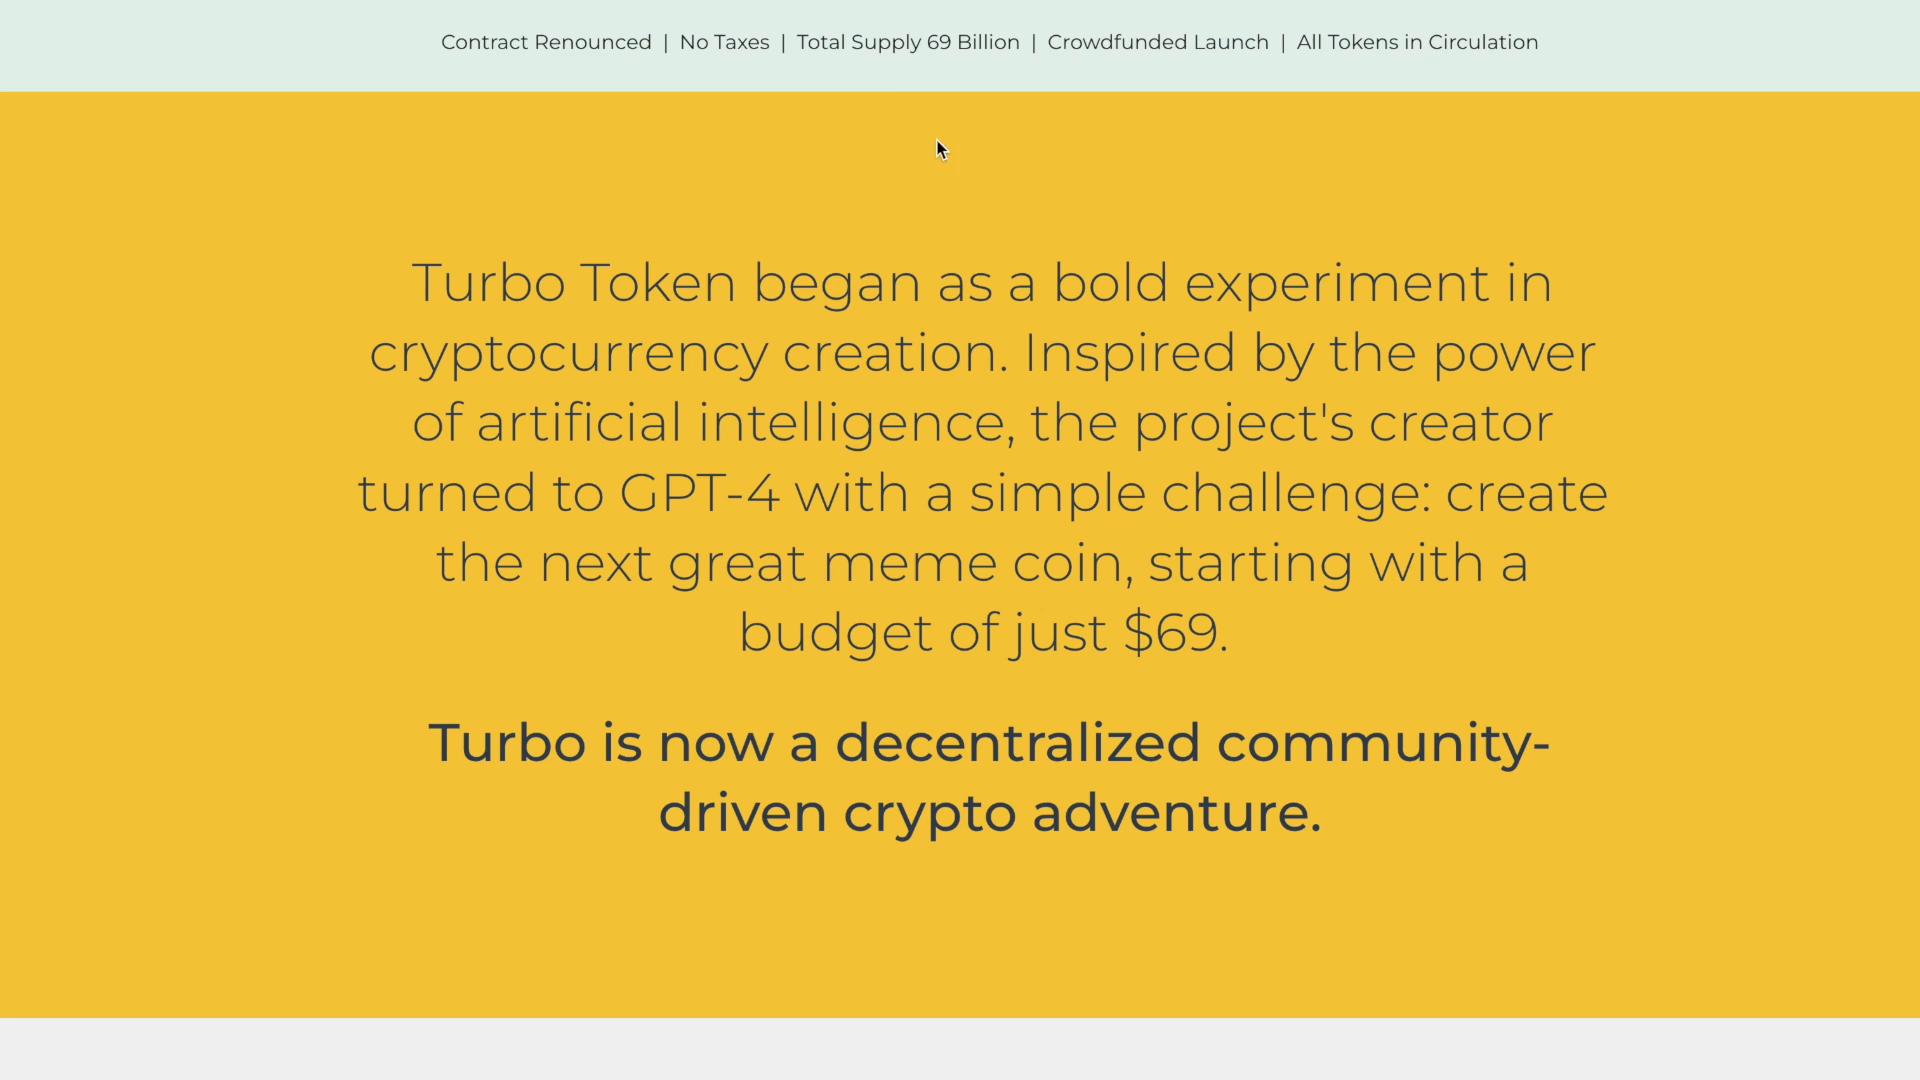 Contract Renounced | No Taxes | Total Supply 69 Billion | Crowdfunded Launch | All Tokens in Circulation
Turbo Token began as a bold experiment in
cryptocurrency creation. Inspired by the power
of artificial intelligence, the project's creator
turned to GPT-4 with a simple challenge: create
the next great meme coin, starting with a
budget of just $69.
Turbo is now a decentralized community-
driven crypto adventure.